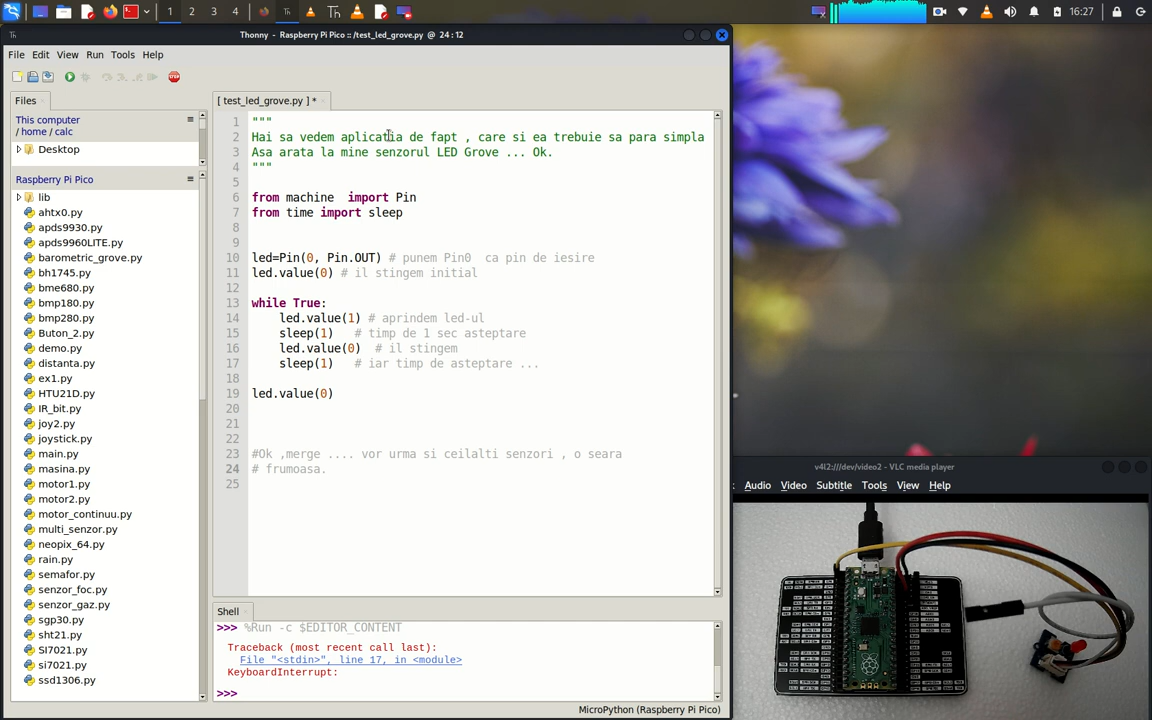 1 2 3 4
Th
Th
16:27
Th
Thonny - Raspberry Pi Pico :: /test_led_grove.py @ 24 : 12
File Edit View Run Tools Help
STOP
Files
This computer
/ home / calc
Desktop
Raspberry Pi Pico
lib
ahtx0.py
apds9930.py
apds9960LITE.py
barometric_grove.py
bh1745.py
bme680.py
bmp180.py
bmp280.py
Buton_2.py
demo.py
distanta.py
ex1.py
HTU21D.py
IR_bit.py
joy2.py
joystick.py
main.py
masina.py
motor1.py
motor2.py
motor_continuu.py
multi_senzor.py
neopix_64.py
rain.py
semafor.py
senzor_foc.py
senzor_gaz.py
sgp30.py
sht21.py
SI7021.py
si7021.py
ssd1306.py
[ test_led_grove.py ] *
1 """
2 Hai sa vedem aplicatia de fapt , care si ea trebuie sa para simpla
3 Asa arata la mine senzorul LED Grove ... Ok.
4 """
5
6 from machine  import Pin
7 from time import sleep
8
9
10 led=Pin(0, Pin.OUT) # punem Pin0  ca pin de iesire
11 led.value(0) # il stingem initial
12
13 while True:
14     led.value(1) # aprindem led-ul
15     sleep(1)   # timp de 1 sec asteptare
16     led.value(0)  # il stingem
17     sleep(1)   # iar timp de asteptare ...
18
19 led.value(0)
20
21
22
23 #Ok ,merge .... vor urma si ceilalti senzori , o seara
24 # frumoasa.
25
Shell
>>> %Run -c $EDITOR_CONTENT
Traceback (most recent call last):
File "<stdin>", line 17, in <module>
KeyboardInterrupt:
>>>
MicroPython (Raspberry Pi Pico)
v4l2:///dev/video2 - VLC media player
Audio Video Subtitle Tools View Help